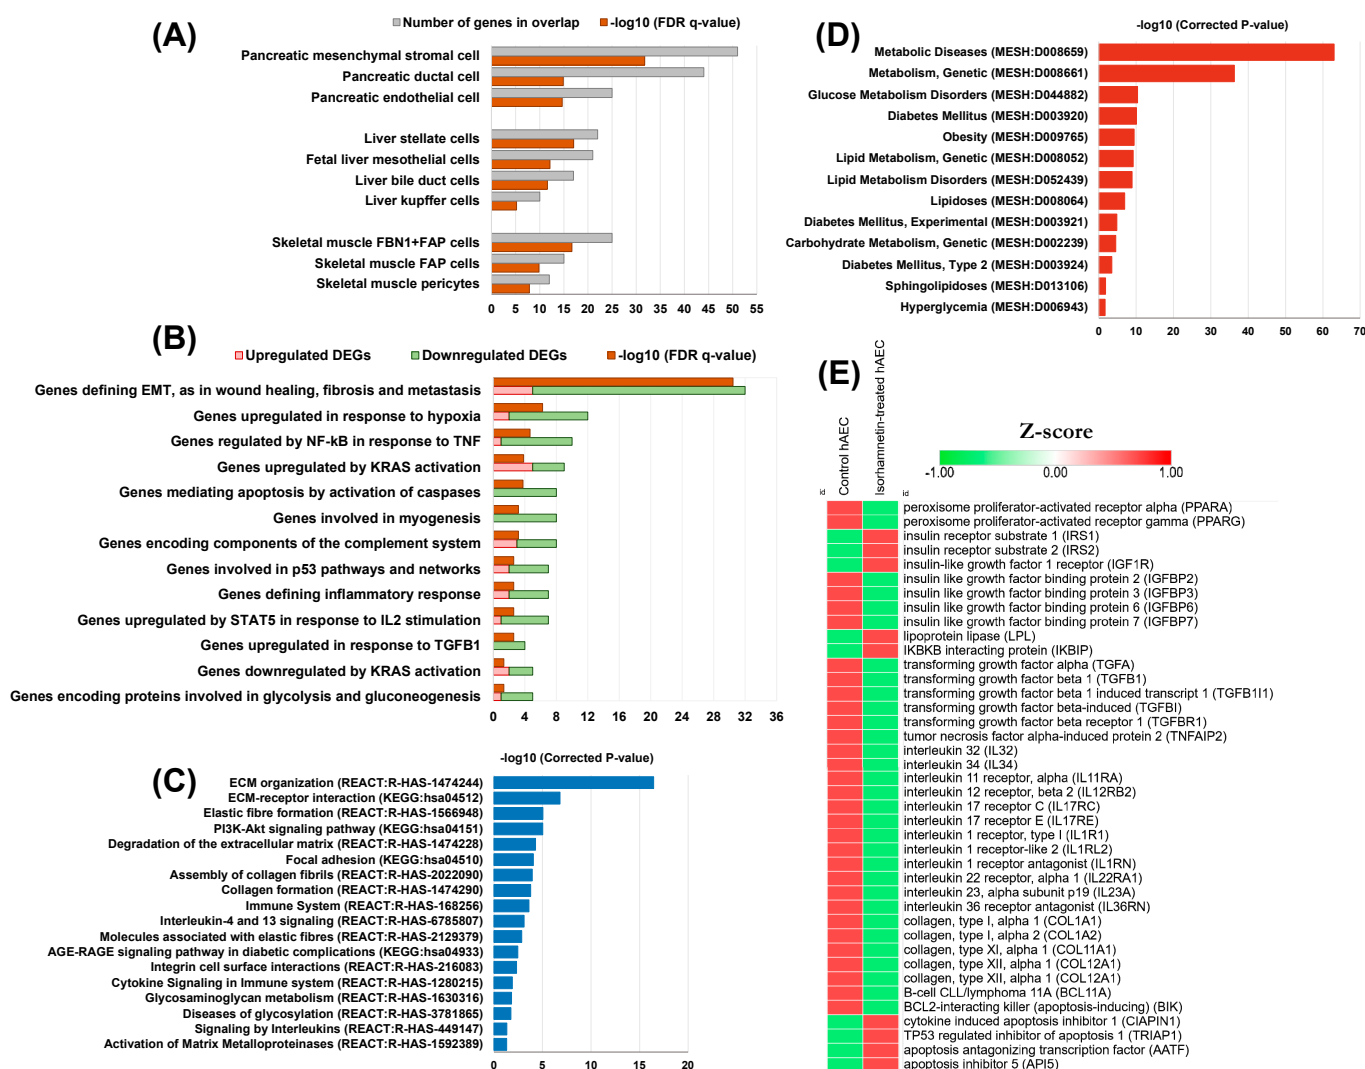 (A)
Number of genes in overlap
-log10 (FDR q-value)
Pancreatic mesenchymal stromal cell
Pancreatic ductal cell
Pancreatic endothelial cell
Liver stellate cells
Fetal liver mesothelial cells
Liver bile duct cells
Liver kupffer cells
Skeletal muscle FBN1+FAP cells
Skeletal muscle FAP cells
Skeletal muscle pericytes
0 5 10 15 20 25 30 35 40 45 50 55
(B)
Upregulated DEGs
Downregulated DEGs
-log10 (FDR q-value)
Genes defining EMT, as in wound healing, fibrosis and metastasis
Genes upregulated in response to hypoxia
Genes regulated by NF-kB in response to TNF
Genes upregulated by KRAS activation
Genes mediating apoptosis by activation of caspases
Genes involved in myogenesis
Genes encoding components of the complement system
Genes involved in p53 pathways and networks
Genes defining inflammatory response
Genes upregulated by STAT5 in response to IL2 stimulation
Genes upregulated in response to TGFB1
Genes downregulated by KRAS activation
Genes encoding proteins involved in glycolysis and gluconeogenesis
0 4 8 12 16 20 24 28 32 36
(C)
-log10 (Corrected P-value)
ECM organization (REACT:R-HAS-1474244)
ECM-receptor interaction (KEGG:hsa04512)
Elastic fibre formation (REACT:R-HAS-1566948)
PI3K-Akt signaling pathway (KEGG:hsa04151)
Degradation of the extracellular matrix (REACT:R-HAS-1474228)
Focal adhesion (KEGG:hsa04510)
Assembly of collagen fibrils (REACT:R-HAS-2022090)
Collagen formation (REACT:R-HAS-1474290)
Immune System (REACT:R-HAS-168256)
Interleukin-4 and 13 signaling (REACT:R-HAS-6785807)
Molecules associated with elastic fibres (REACT:R-HAS-2129379)
AGE-RAGE signaling pathway in diabetic complications (KEGG:hsa04933)
Integrin cell surface interactions (REACT:R-HAS-216083)
Cytokine Signaling in Immune system (REACT:R-HAS-1280215)
Glycosaminoglycan metabolism (REACT:R-HAS-1630316)
Diseases of glycosylation (REACT:R-HAS-3781865)
Signaling by Interleukins (REACT:R-HAS-449147)
Activation of Matrix Metalloproteinases (REACT:R-HAS-1592389)
0 5 10 15 20
(D)
-log10 (Corrected P-value)
Metabolic Diseases (MESH:D008659)
Metabolism, Genetic (MESH:D008661)
Glucose Metabolism Disorders (MESH:D044882)
Diabetes Mellitus (MESH:D003920)
Obesity (MESH:D009765)
Lipid Metabolism, Genetic (MESH:D008052)
Lipid Metabolism Disorders (MESH:D052439)
Lipidoses (MESH:D008064)
Diabetes Mellitus, Experimental (MESH:D003921)
Carbohydrate Metabolism, Genetic (MESH:D002239)
Diabetes Mellitus, Type 2 (MESH:D003924)
Sphingolipidoses (MESH:D013106)
Hyperglycemia (MESH:D006943)
0 10 20 30 40 50 60 70
(E)
Control hAEC
Isorhamnetin-treated hAEC
Z-score
-1.00 0.00 1.00
id
id
peroxisome proliferator-activated receptor alpha (PPARA)
peroxisome proliferator-activated receptor gamma (PPARG)
insulin receptor substrate 1 (IRS1)
insulin receptor substrate 2 (IRS2)
insulin-like growth factor 1 receptor (IGF1R)
insulin like growth factor binding protein 2 (IGFBP2)
insulin like growth factor binding protein 3 (IGFBP3)
insulin like growth factor binding protein 6 (IGFBP6)
insulin like growth factor binding protein 7 (IGFBP7)
lipoprotein lipase (LPL)
IKBKB interacting protein (IKBIP)
transforming growth factor alpha (TGFA)
transforming growth factor beta 1 (TGFB1)
transforming growth factor beta 1 induced transcript 1 (TGFB1I1)
transforming growth factor beta-induced (TGFBI)
transforming growth factor beta receptor 1 (TGFBR1)
tumor necrosis factor alpha-induced protein 2 (TNFAIP2)
interleukin 32 (IL32)
interleukin 34 (IL34)
interleukin 11 receptor, alpha (IL11RA)
interleukin 12 receptor, beta 2 (IL12RB2)
interleukin 17 receptor C (IL17RC)
interleukin 17 receptor E (IL17RE)
interleukin 1 receptor, type I (IL1R1)
interleukin 1 receptor-like 2 (IL1RL2)
interleukin 1 receptor antagonist (IL1RN)
interleukin 22 receptor, alpha 1 (IL22RA1)
interleukin 23, alpha subunit p19 (IL23A)
interleukin 36 receptor antagonist (IL36RN)
collagen, type I, alpha 1 (COL1A1)
collagen, type I, alpha 2 (COL1A2)
collagen, type XI, alpha 1 (COL11A1)
collagen, type XII, alpha 1 (COL12A1)
collagen, type XII, alpha 1 (COL12A1)
B-cell CLL/lymphoma 11A (BCL11A)
BCL2-interacting killer (apoptosis-inducing) (BIK)
cytokine induced apoptosis inhibitor 1 (CIAPIN1)
TP53 regulated inhibitor of apoptosis 1 (TRIAP1)
apoptosis antagonizing transcription factor (AATF)
apoptosis inhibitor 5 (API5)